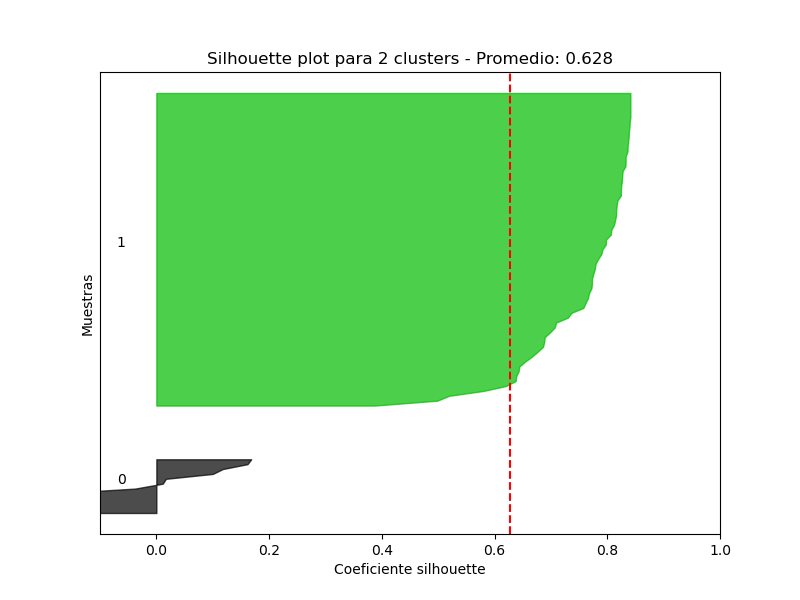 Silhouette plot para 2 clusters - Promedio: 0.628
Muestras
1
0
0.0 0.2 0.4 0.6 0.8 1.0
Coeficiente silhouette